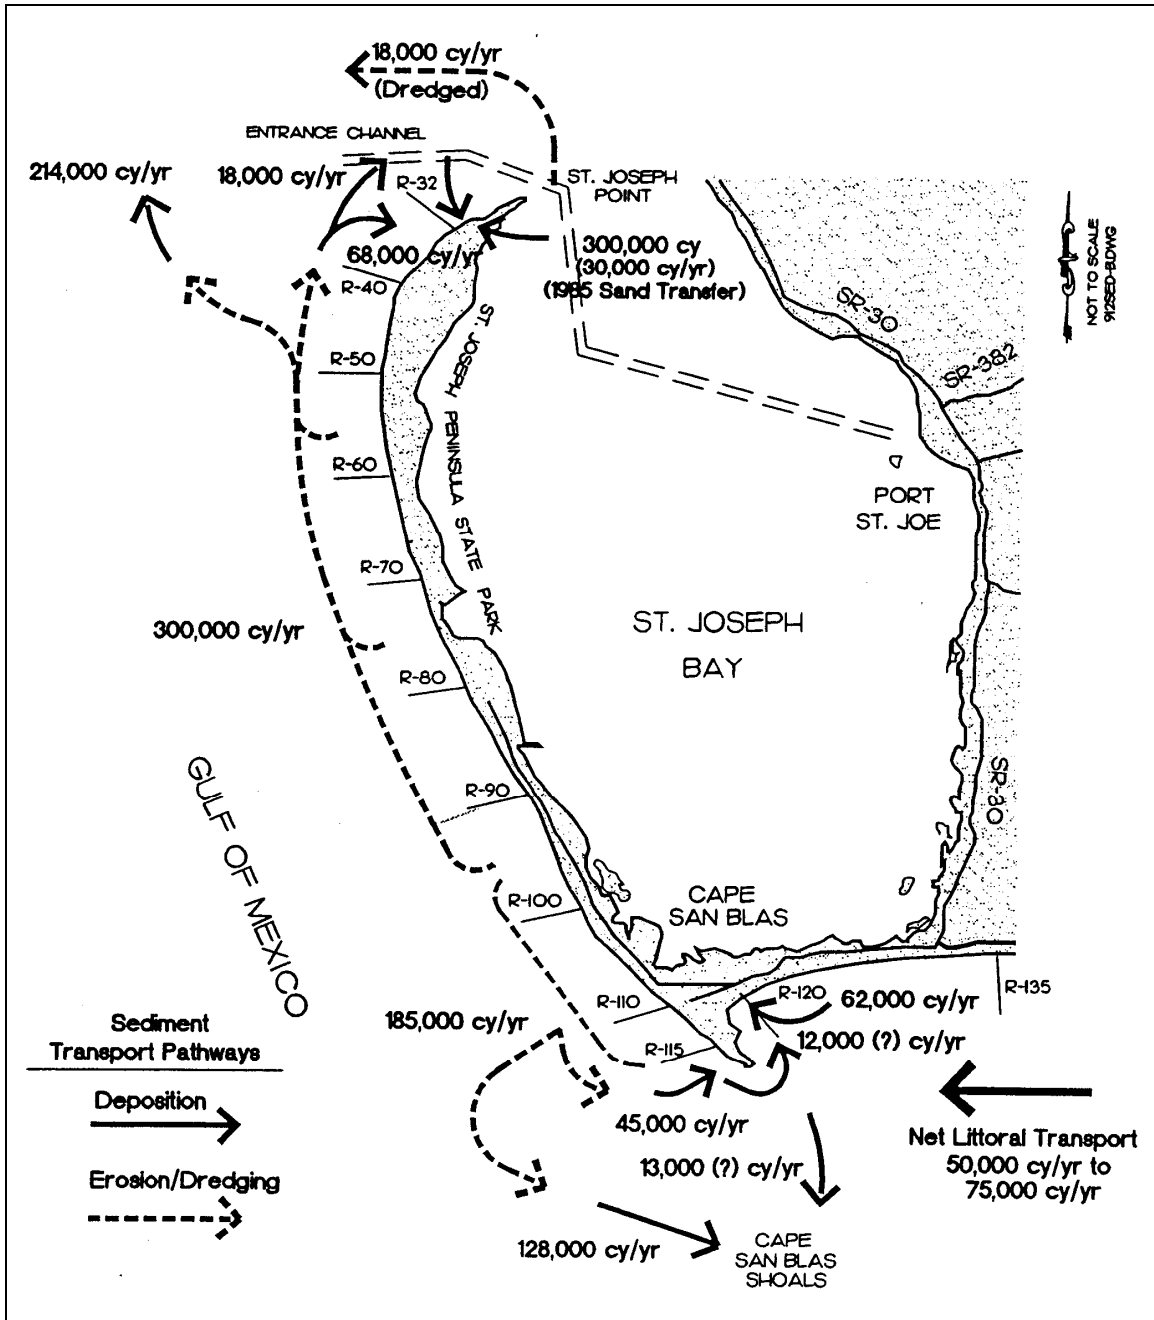 18,000 cy/yr
(Dredged)
ENTRANCE CHANNEL
214,000 cy/yr
18,000 cy/yr
R-32
ST. JOSEPH
POINT
68,000 cy/yr
300,000 cy
(30,000 cy/yr)
(1985 Sand Transfer)
R-40
NOT TO SCALE
SR-30
SR-382
R-50
ST. JOSEPH PENINSULA STATE PARK
R-60
PORT
ST. JOE
R-70
300,000 cy/yr
ST. JOSEPH
BAY
R-80
GULF OF MEXICO
R-90
SR-30
R-100
CAPE
SAN BLAS
R-110
R-120
R-135
62,000 cy/yr
185,000 cy/yr
12,000 (?) cy/yr
R-115
Sediment
Transport Pathways
Deposition
Erosion/Dredging
45,000 cy/yr
13,000 (?) cy/yr
Net Littoral Transport
50,000 cy/yr to
75,000 cy/yr
128,000 cy/yr
CAPE
SAN BLAS
SHOALS